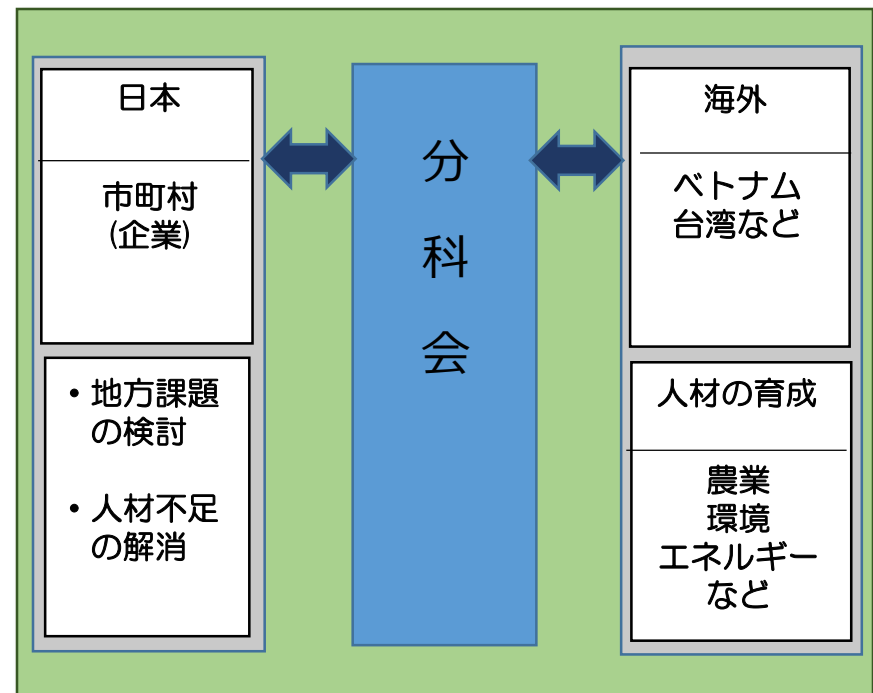 日本
市町村
(企業)
・地方課題
の検討
・人材不足
の解消
分
科
会
海外
ベトナム
台湾など
人材の育成
農業
環境
エネルギー
など